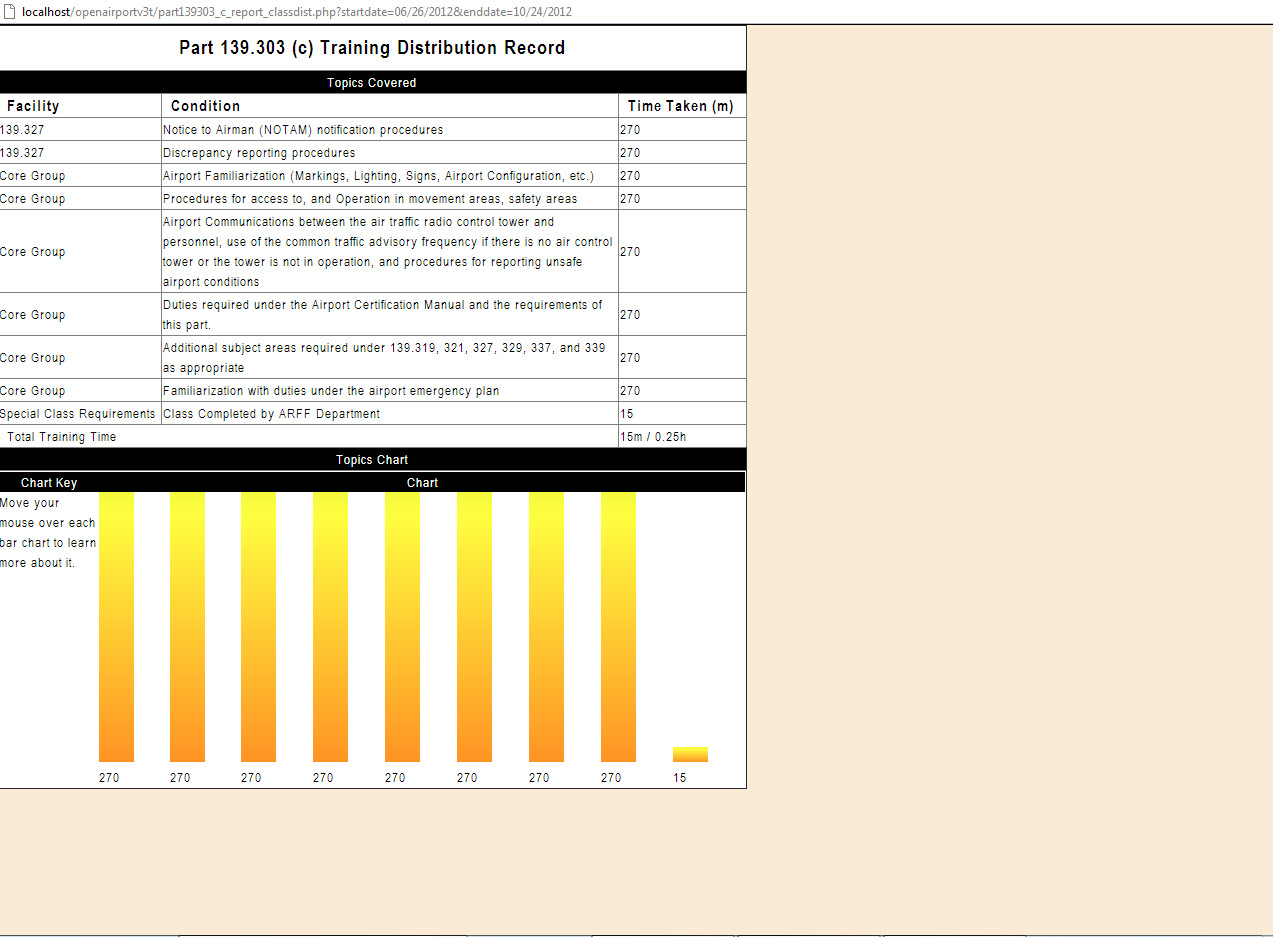 localhost/openairportv3t/part139303_c_report_classdist.php?startdate=06/26/2012&enddate=10/24/2012
Part 139.303 (c) Training Distribution Record
Topics Covered
Facility Condition Time Taken (m)
139.327 Notice to Airman (NOTAM) notification procedures 270
139.327 Discrepancy reporting procedures 270
Core Group Airport Familiarization (Markings, Lighting, Signs, Airport Configuration, etc.) 270
Core Group Procedures for access to, and Operation in movement areas, safety areas 270
Airport Communications between the air traffic radio control tower and
personnel, use of the common traffic advisory frequency if there is no air control
Core Group 270
tower or the tower is not in operation, and procedures for reporting unsafe
airport conditions
Duties required under the Airport Certification Manual and the requirements of
Core Group 270
this part.
Additional subject areas required under 139.319, 321, 327, 329, 337, and 339
Core Group 270
as appropriate
Core Group Familiarization with duties under the airport emergency plan 270
Special Class Requirements Class Completed by ARFF Department 15
Total Training Time 15m / 0.25h
Topics Chart
Chart Key Chart
Move your
mouse over each
bar chart to learn
more about it.
270 270 270 270 270 270 270 270 15